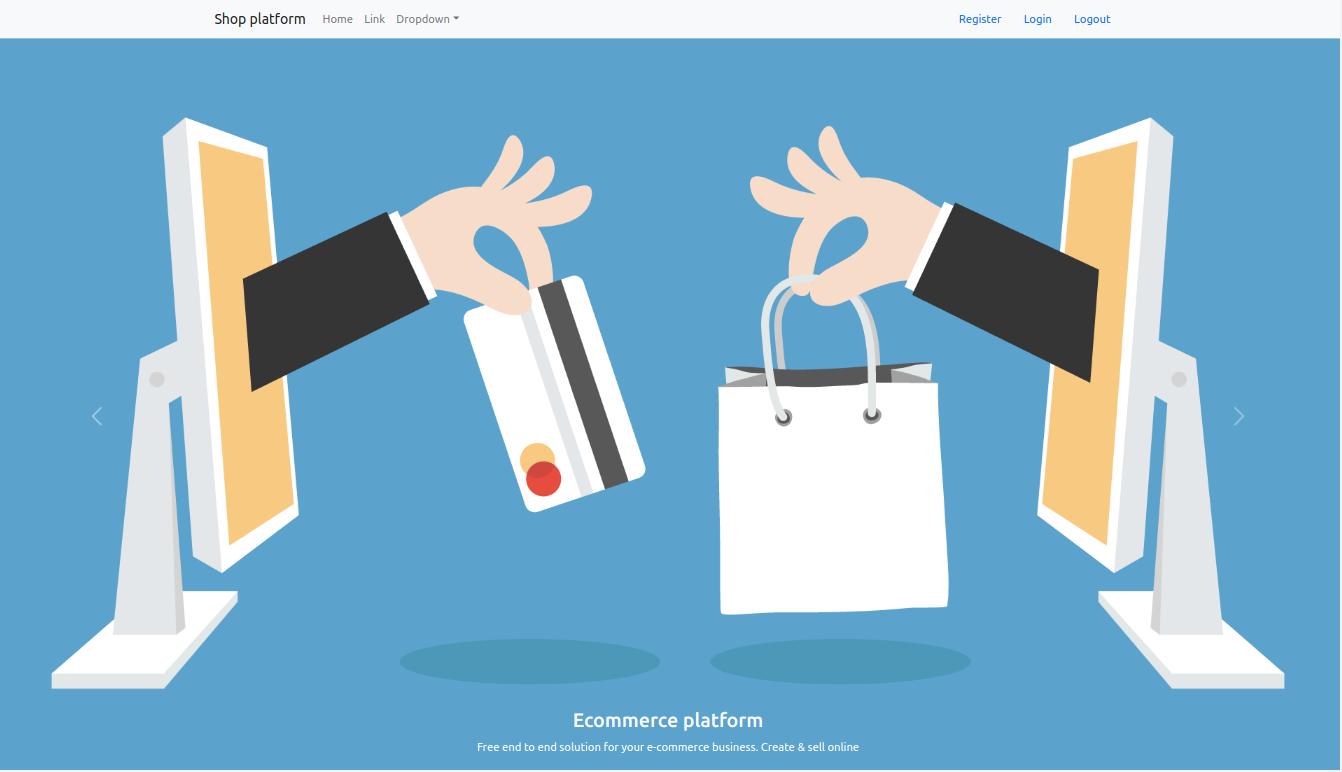 Shop platform Home Link Dropdown Register Login Logout
Ecommerce platform
Free end to end solution for your e-commerce business. Create & sell online